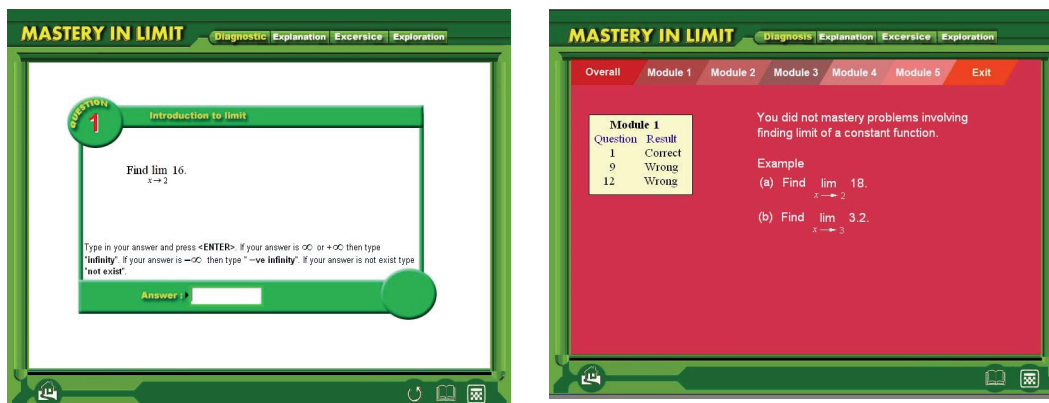 MASTERY IN LIMIT
Diagnostic Explanation Excersice Exploration
QUESTION
1
Introduction to limit
Find lim 16.
x→2
Type in your answer and press <ENTER>. If your answer is ∞ or +∞ then type
"infinity". If your answer is −∞ then type " −ve infinity". If your answer is not exist type
"not exist".
Answer :
MASTERY IN LIMIT
Diagnosis Explanation Excersice Exploration
Overall Module 1 Module 2 Module 3 Module 4 Module 5 Exit
Module 1
Question Result
1 Correct
9 Wrong
12 Wrong
You did not mastery problems involving
finding limit of a constant function.
Example
(a) Find lim 18.
x→2
(b) Find lim 3.2.
x→3